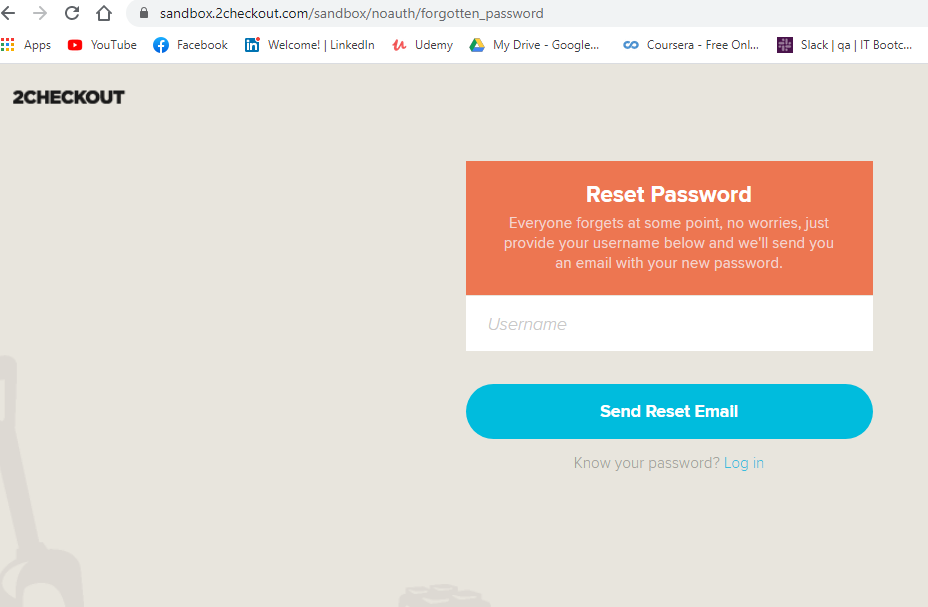 sandbox.2checkout.com/sandbox/noauth/forgotten_password
Apps YouTube Facebook Welcome! | LinkedIn Udemy My Drive - Google... Coursera - Free Onl... Slack | qa | IT Bootc...
2CHECKOUT
Reset Password
Everyone forgets at some point, no worries, just
provide your username below and we'll send you
an email with your new password.
Username
Send Reset Email
Know your password? Log in